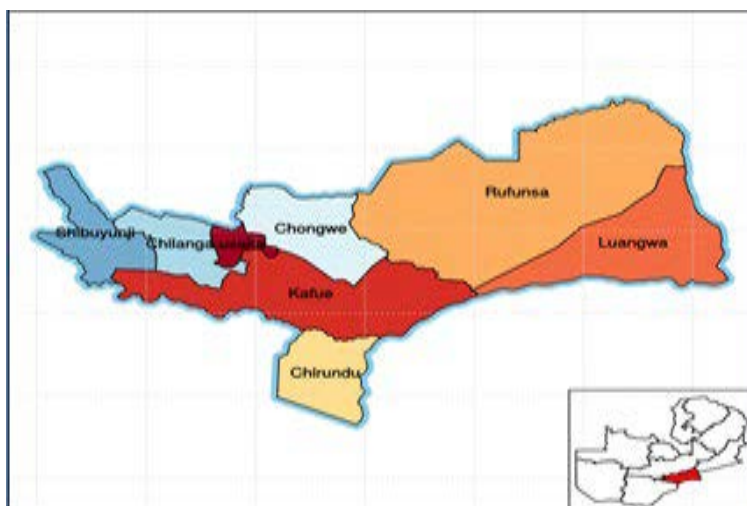 Rufunsa
Shibuyunji
Chilanga
Lusaka
Chongwe
Luangwa
Kafue
Chirundu